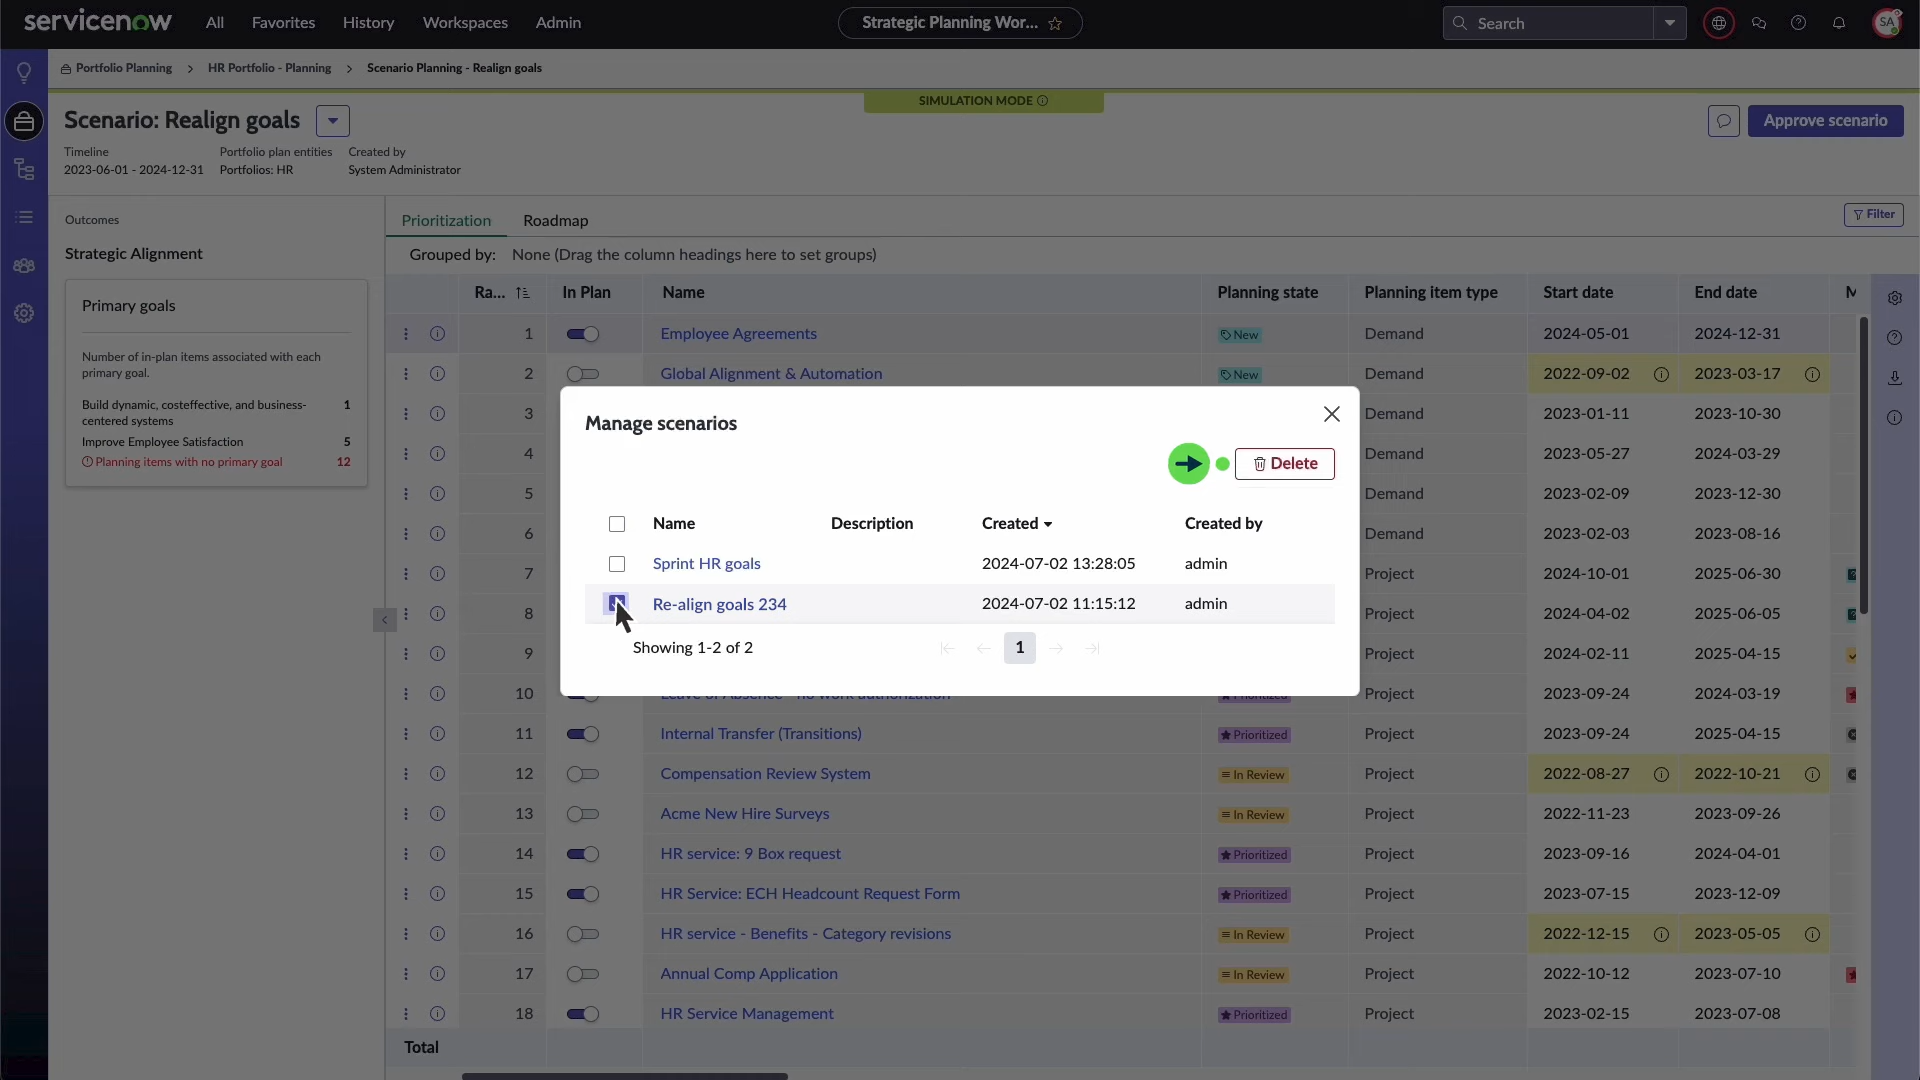 servicenow
All
Favorites
History
Workspaces
Admin
Strategic Planning Wor...
Search
SA
Portfolio Planning
HR Portfolio - Planning
Scenario Planning - Realign goals
SIMULATION MODE
Scenario: Realign goals
Approve scenario
Timeline
Portfolio plan entities
Created by
2023-06-01 - 2024-12-31
Portfolios: HR
System Administrator
Outcomes
Strategic Alignment
Primary goals
Number of in-plan items associated with each
primary goal.
Build dynamic, costeffective, and business-
centered systems
1
Improve Employee Satisfaction 5
Planning items with no primary goal 12
Prioritization
Roadmap
Filter
Grouped by: None (Drag the column headings here to set groups)
Ra... In Plan Name Planning state Planning item type Start date End date
1 Employee Agreements New Demand 2024-05-01 2024-12-31
2 Global Alignment & Automation New Demand 2022-09-02 2023-03-17
3 Demand 2023-01-11 2023-10-30
4 Demand 2023-05-27 2024-03-29
5 Demand 2023-02-09 2023-12-30
6 Demand 2023-02-03 2023-08-16
7 Project 2024-10-01 2025-06-30
8 Project 2024-04-02 2025-06-05
9 Project 2024-02-11 2025-04-15
10 Leave of Absence - no work authorization Prioritized Project 2023-09-24 2024-03-19
11 Internal Transfer (Transitions) Prioritized Project 2023-09-24 2025-04-15
12 Compensation Review System In Review Project 2022-08-27 2022-10-21
13 Acme New Hire Surveys In Review Project 2022-11-23 2023-09-26
14 HR service: 9 Box request Prioritized Project 2023-09-16 2024-04-01
15 HR Service: ECH Headcount Request Form Prioritized Project 2023-07-15 2023-12-09
16 HR service - Benefits - Category revisions In Review Project 2022-12-15 2023-05-05
17 Annual Comp Application In Review Project 2022-10-12 2023-07-10
18 HR Service Management Prioritized Project 2023-02-15 2023-07-08
Total
Manage scenarios
Delete
Name Description Created Created by
Sprint HR goals 2024-07-02 13:28:05 admin
Re-align goals 234 2024-07-02 11:15:12 admin
Showing 1-2 of 2
1